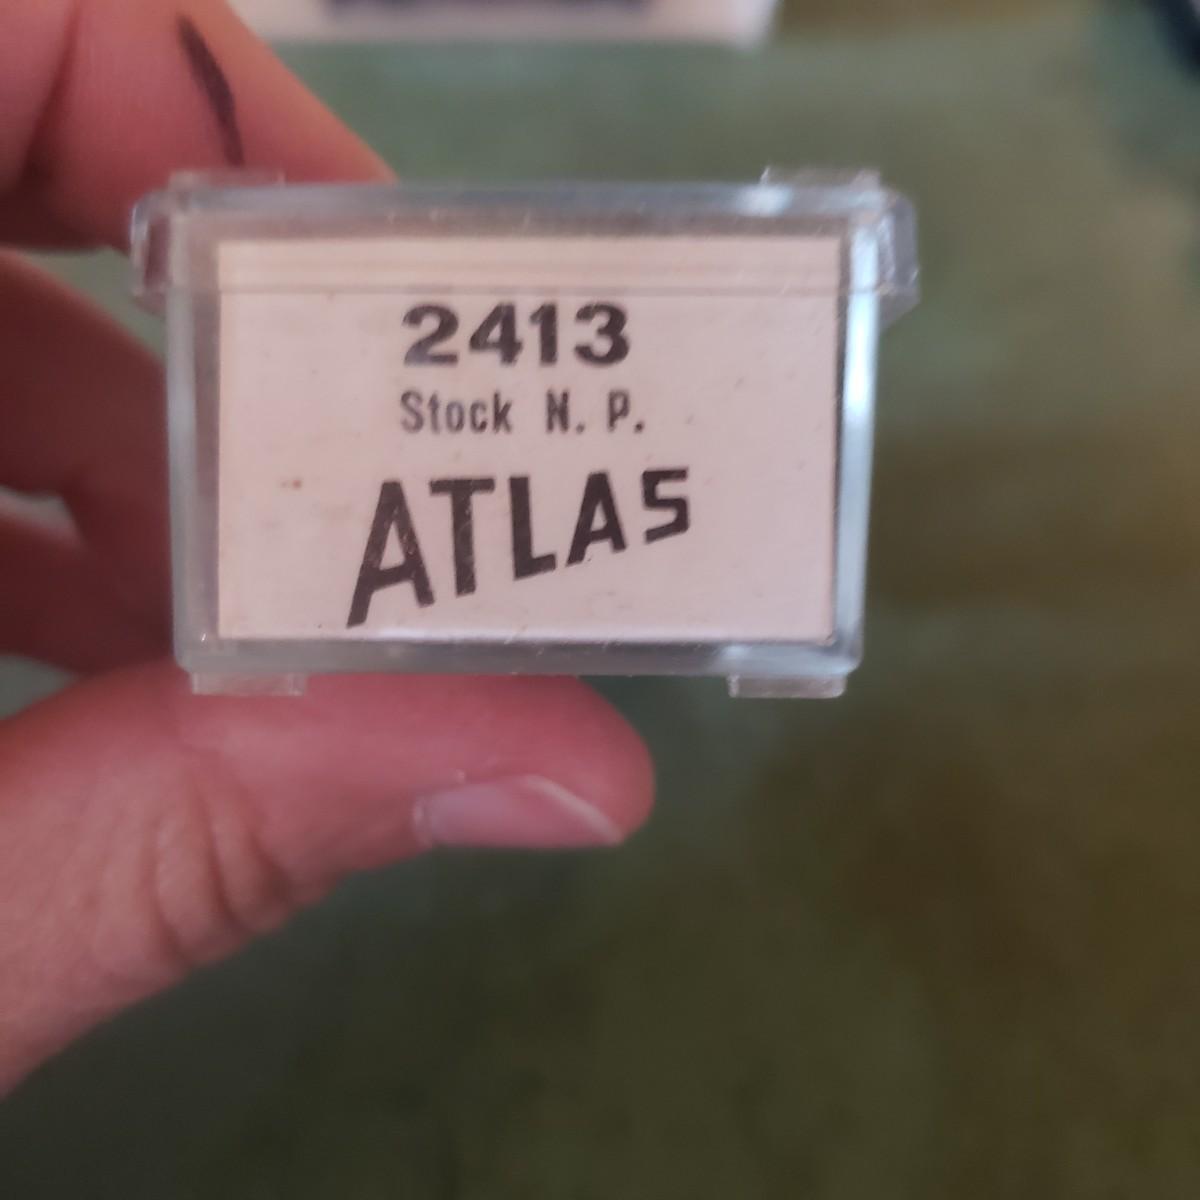 2413
Stock N. P.
ATLAS